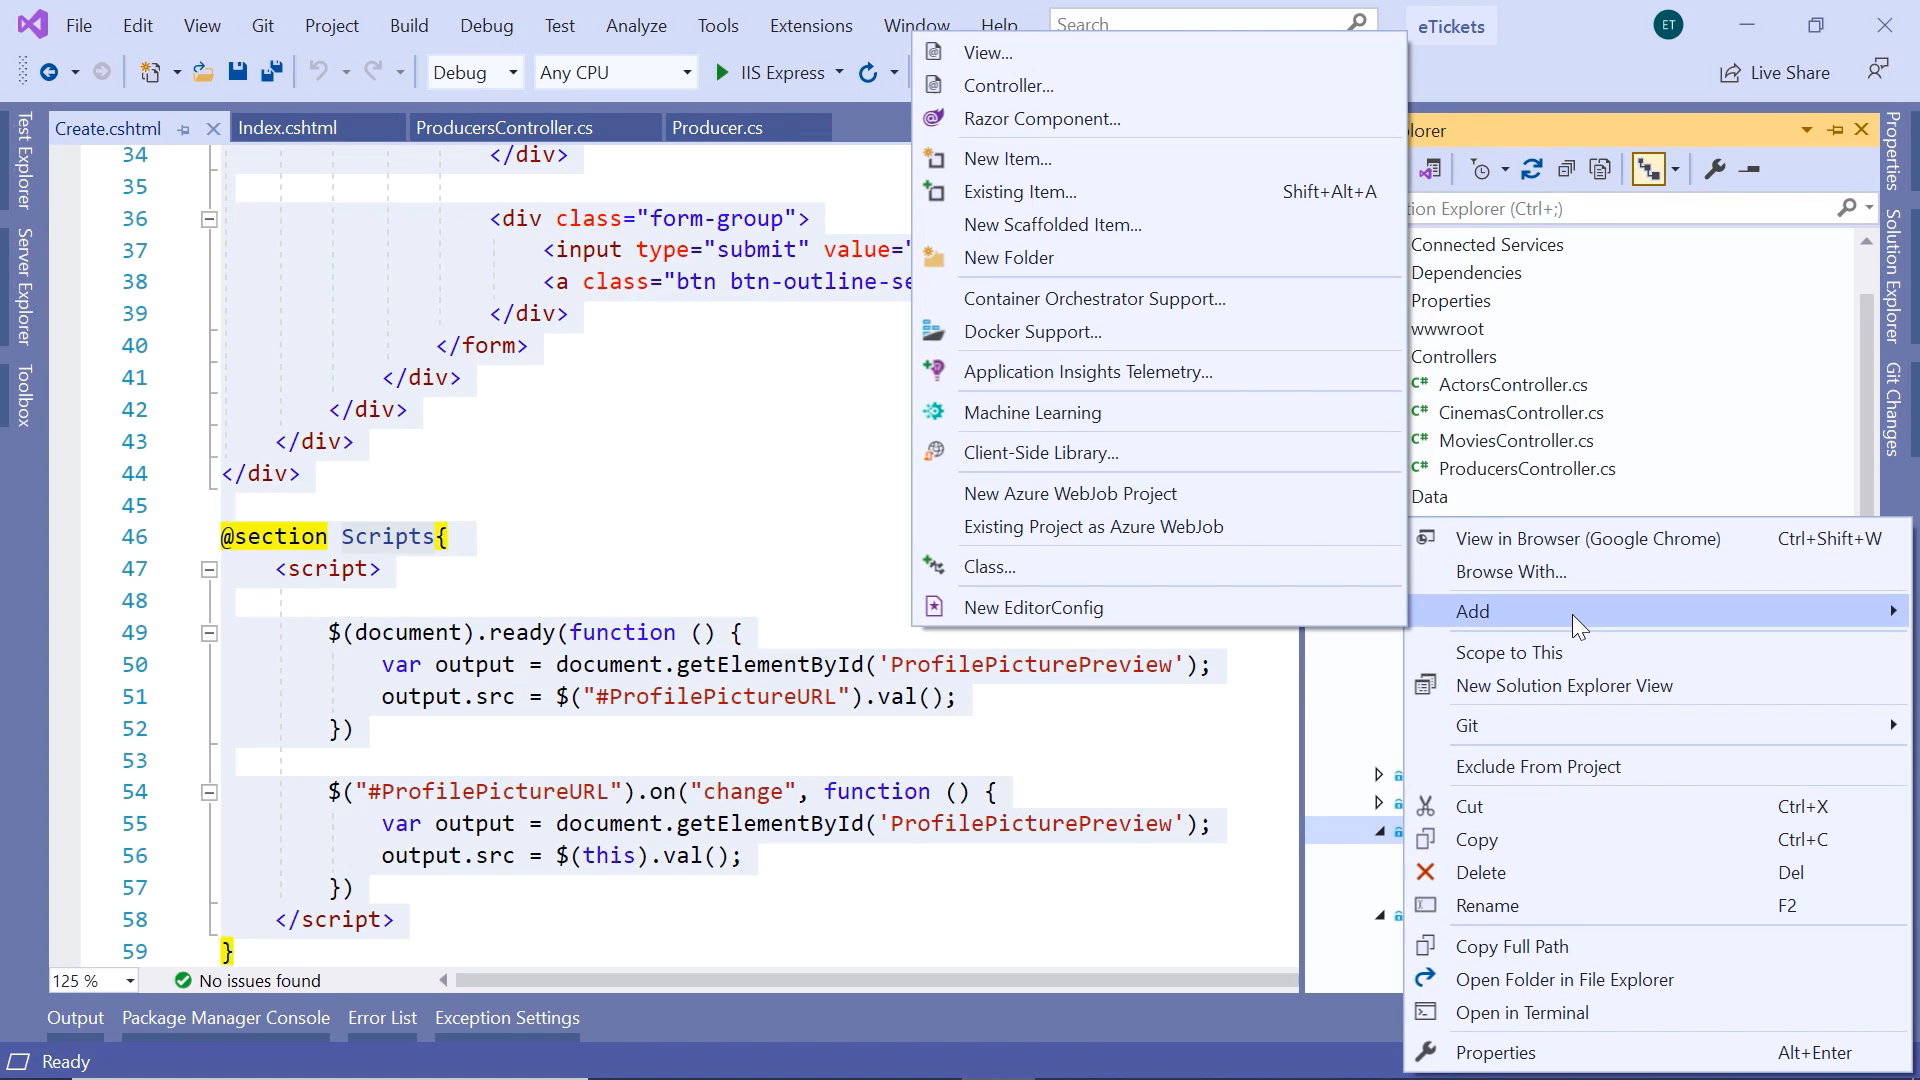 File Edit View Git Project Build Debug Test Analyze Tools Extensions Window Help Search eTickets ET
Debug Any CPU IIS Express Live Share
Create.cshtml Index.cshtml ProducersController.cs Producer.cs
Test Explorer
Server Explorer
Toolbox
34 </div>
35
36 <div class="form-group">
37 <input type="submit" value="
38 <a class="btn btn-outline-se
39 </div>
40 </form>
41 </div>
42 </div>
43 </div>
44 </div>
45
46 @section Scripts{
47 <script>
48
49 $(document).ready(function () {
50 var output = document.getElementById('ProfilePicturePreview');
51 output.src = $("#ProfilePictureURL").val();
52 })
53
54 $("#ProfilePictureURL").on("change", function () {
55 var output = document.getElementById('ProfilePicturePreview');
56 output.src = $(this).val();
57 })
58 </script>
59 }
125 % No issues found
Output Package Manager Console Error List Exception Settings
Ready
View...
Controller...
Razor Component...
New Item...
Existing Item... Shift+Alt+A
New Scaffolded Item...
New Folder
Container Orchestrator Support...
Docker Support...
Application Insights Telemetry...
Machine Learning
Client-Side Library...
New Azure WebJob Project
Existing Project as Azure WebJob
Class...
New EditorConfig
lorer
tion Explorer (Ctrl+;)
Connected Services
Dependencies
Properties
wwwroot
Controllers
C# ActorsController.cs
C# CinemasController.cs
C# MoviesController.cs
C# ProducersController.cs
Data
View in Browser (Google Chrome) Ctrl+Shift+W
Browse With...
Add
Scope to This
New Solution Explorer View
Git
Exclude From Project
Cut Ctrl+X
Copy Ctrl+C
Delete Del
Rename F2
Copy Full Path
Open Folder in File Explorer
Open in Terminal
Properties Alt+Enter
Properties
Solution Explorer
Git Changes